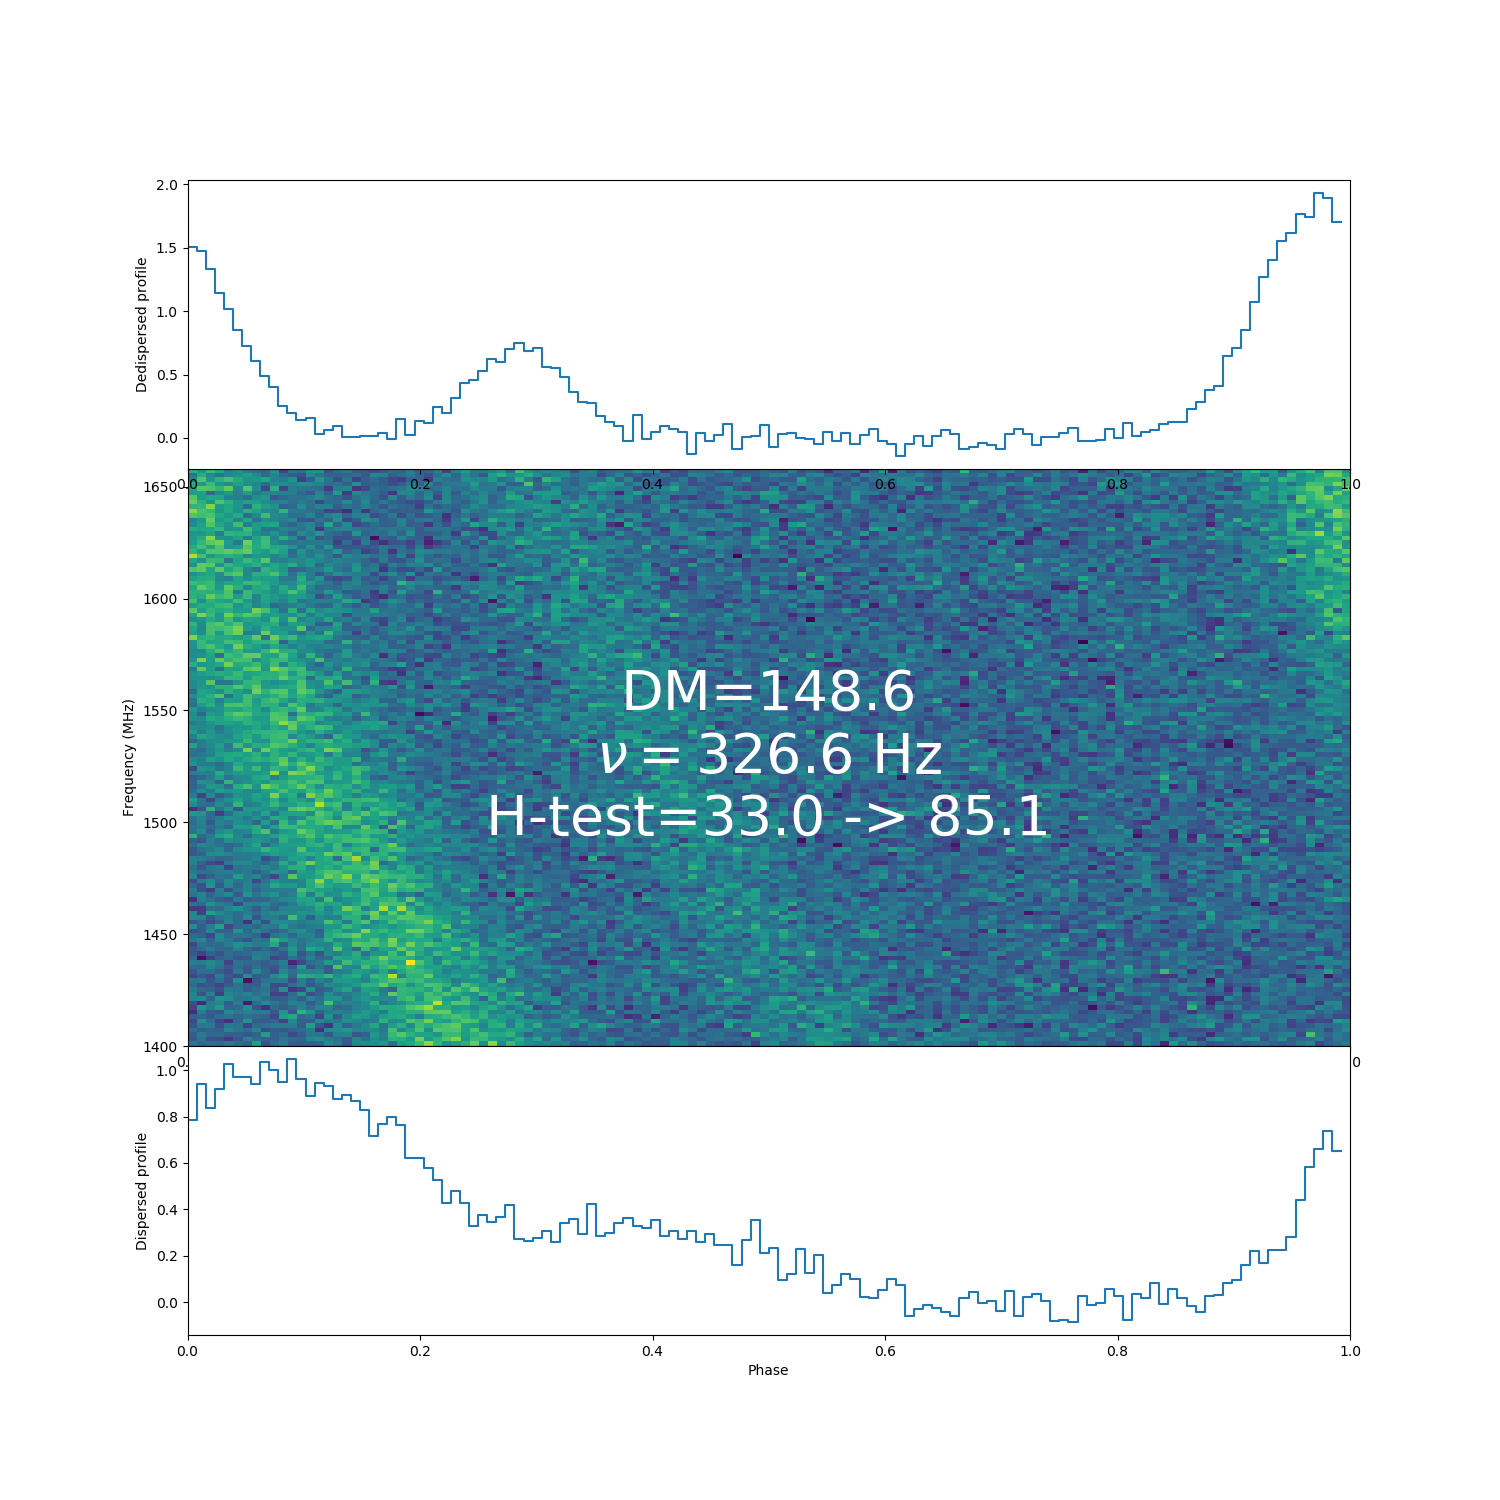 2.0
1.5
1.0
0.5
0.0
Dedispersed profile
0.0 0.2 0.4 0.6 0.8 1.0
1650
1600
1550
1500
1450
1400
Frequency (MHz)
DM=148.6
ν = 326.6 Hz
H-test=33.0 -> 85.1
0. 0
1.0
0.8
0.6
0.4
0.2
0.0
Dispersed profile
0.0 0.2 0.4 0.6 0.8 1.0
Phase